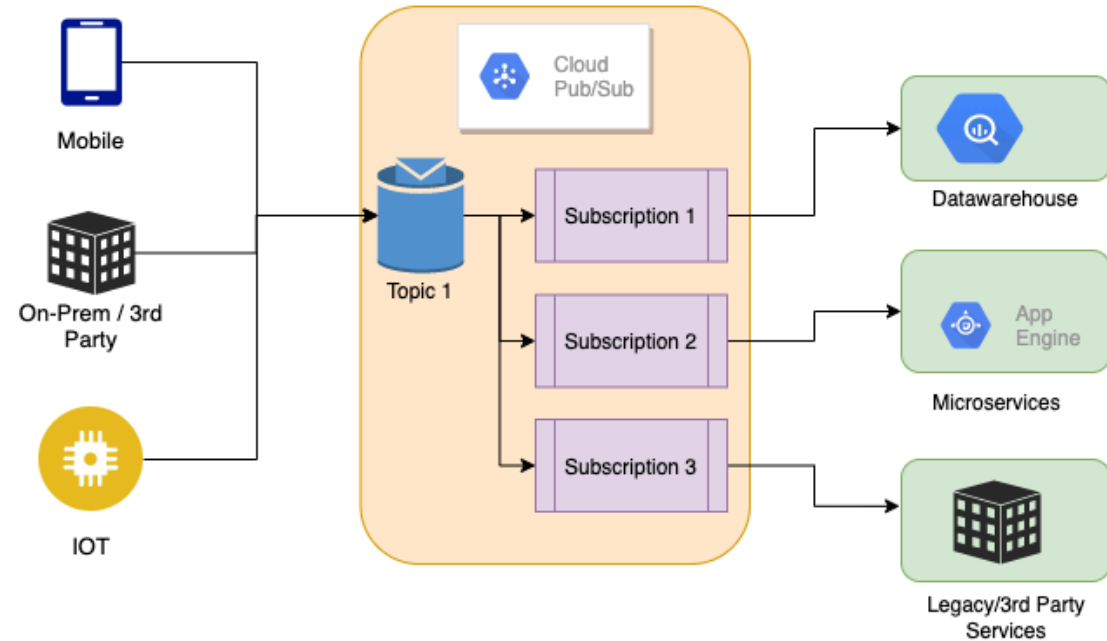 Mobile
On-Prem / 3rd
Party
IOT
Cloud
Pub/Sub
Topic 1
Subscription 1
Subscription 2
Subscription 3
Datawarehouse
App
Engine
Microservices
Legacy/3rd Party
Services